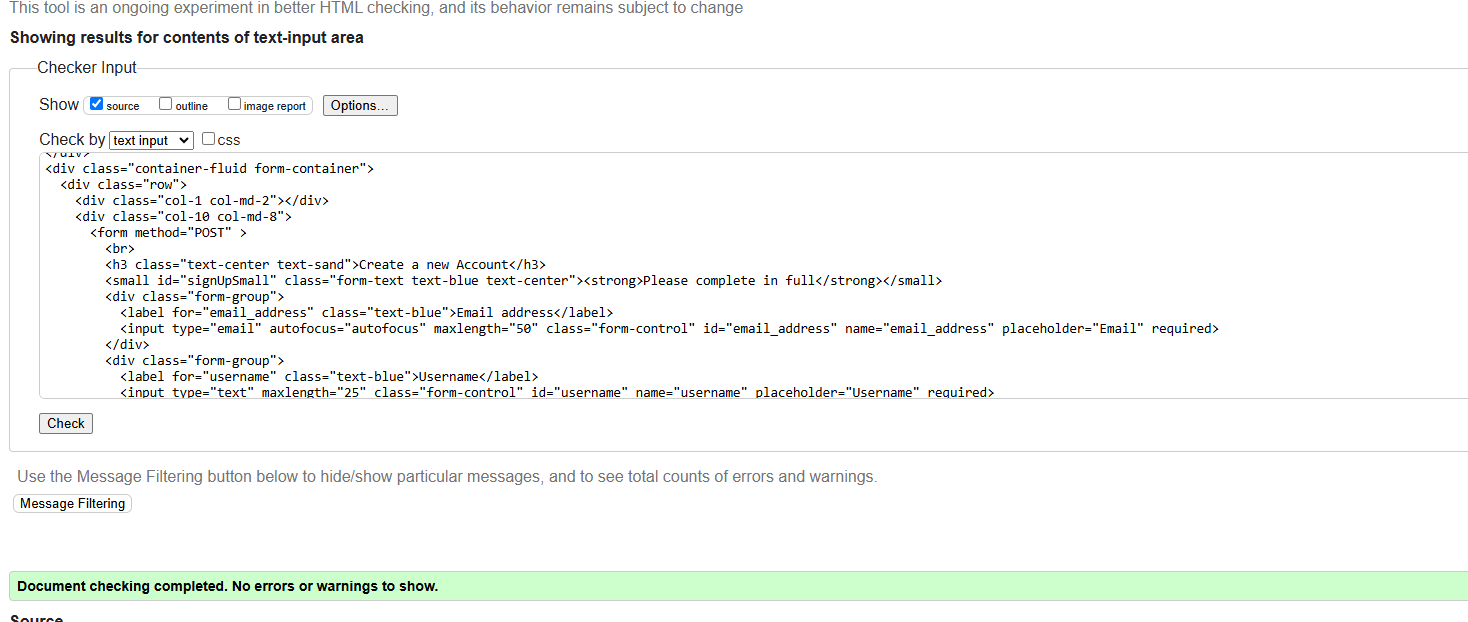 This tool is an ongoing experiment in better HTML checking, and its behavior remains subject to change
Showing results for contents of text-input area
Checker Input
Show source outline image report Options...
Check by text input css
</div>
<div class="container-fluid form-container">
<div class="row">
<div class="col-1 col-md-2"></div>
<div class="col-10 col-md-8">
<form method="POST" >
<br>
<h3 class="text-center text-sand">Create a new Account</h3>
<small id="signUpSmall" class="form-text text-blue text-center"><strong>Please complete in full</strong></small>
<div class="form-group">
<label for="email_address" class="text-blue">Email address</label>
<input type="email" autofocus="autofocus" maxlength="50" class="form-control" id="email_address" name="email_address" placeholder="Email" required>
</div>
<div class="form-group">
<label for="username" class="text-blue">Username</label>
<input type="text" maxlength="25" class="form-control" id="username" name="username" placeholder="Username" required>
Check
Use the Message Filtering button below to hide/show particular messages, and to see total counts of errors and warnings.
Message Filtering
Document checking completed. No errors or warnings to show.
Source